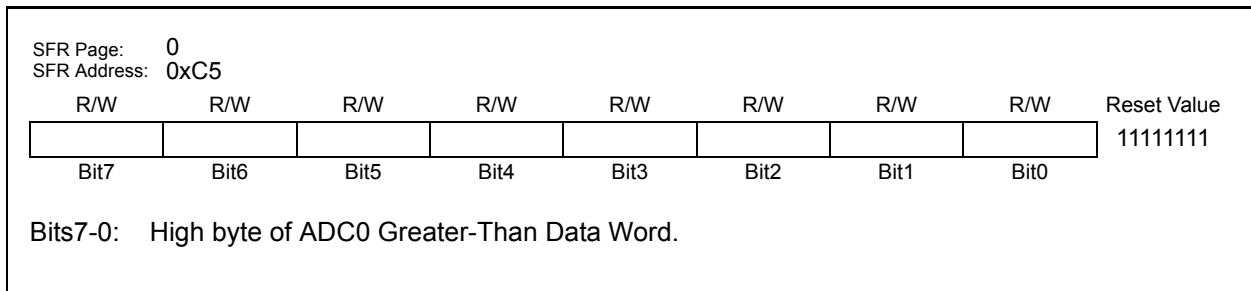 SFR Page: 0
SFR Address: 0xC5
R/W R/W R/W R/W R/W R/W R/W R/W Reset Value
11111111
Bit7 Bit6 Bit5 Bit4 Bit3 Bit2 Bit1 Bit0
Bits7-0: High byte of ADC0 Greater-Than Data Word.